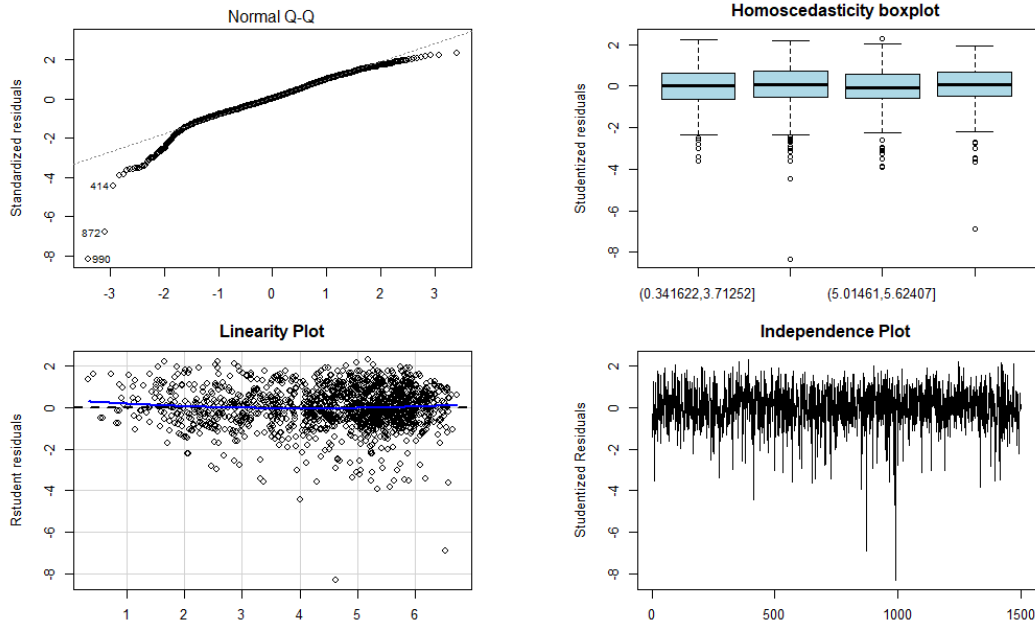 Normal Q-Q
Standardized residuals
2
0
-2
-4
-6
-8
414
872
990
-3 -2 -1 0 1 2 3
Homoscedasticity boxplot
Studentized residuals
2
0
-2
-4
-6
-8
(0.341622,3.71252] (5.01461,5.62407]
Linearity Plot
Rstudent residuals
2
0
-2
-4
-6
-8
1 2 3 4 5 6
Independence Plot
Studentized Residuals
2
0
-2
-4
-6
-8
0 500 1000 1500